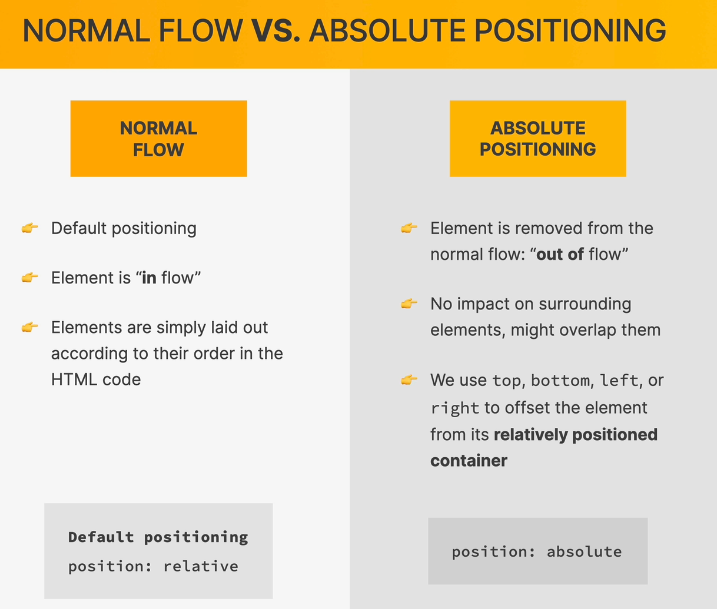 NORMAL FLOW VS. ABSOLUTE POSITIONING
NORMAL
FLOW
Default positioning
Element is “in flow”
Elements are simply laid out
according to their order in the
HTML code
Default positioning
position: relative
ABSOLUTE
POSITIONING
Element is removed from the
normal flow: “out of flow”
No impact on surrounding
elements, might overlap them
We use top, bottom, left, or
right to offset the element
from its relatively positioned
container
position: absolute